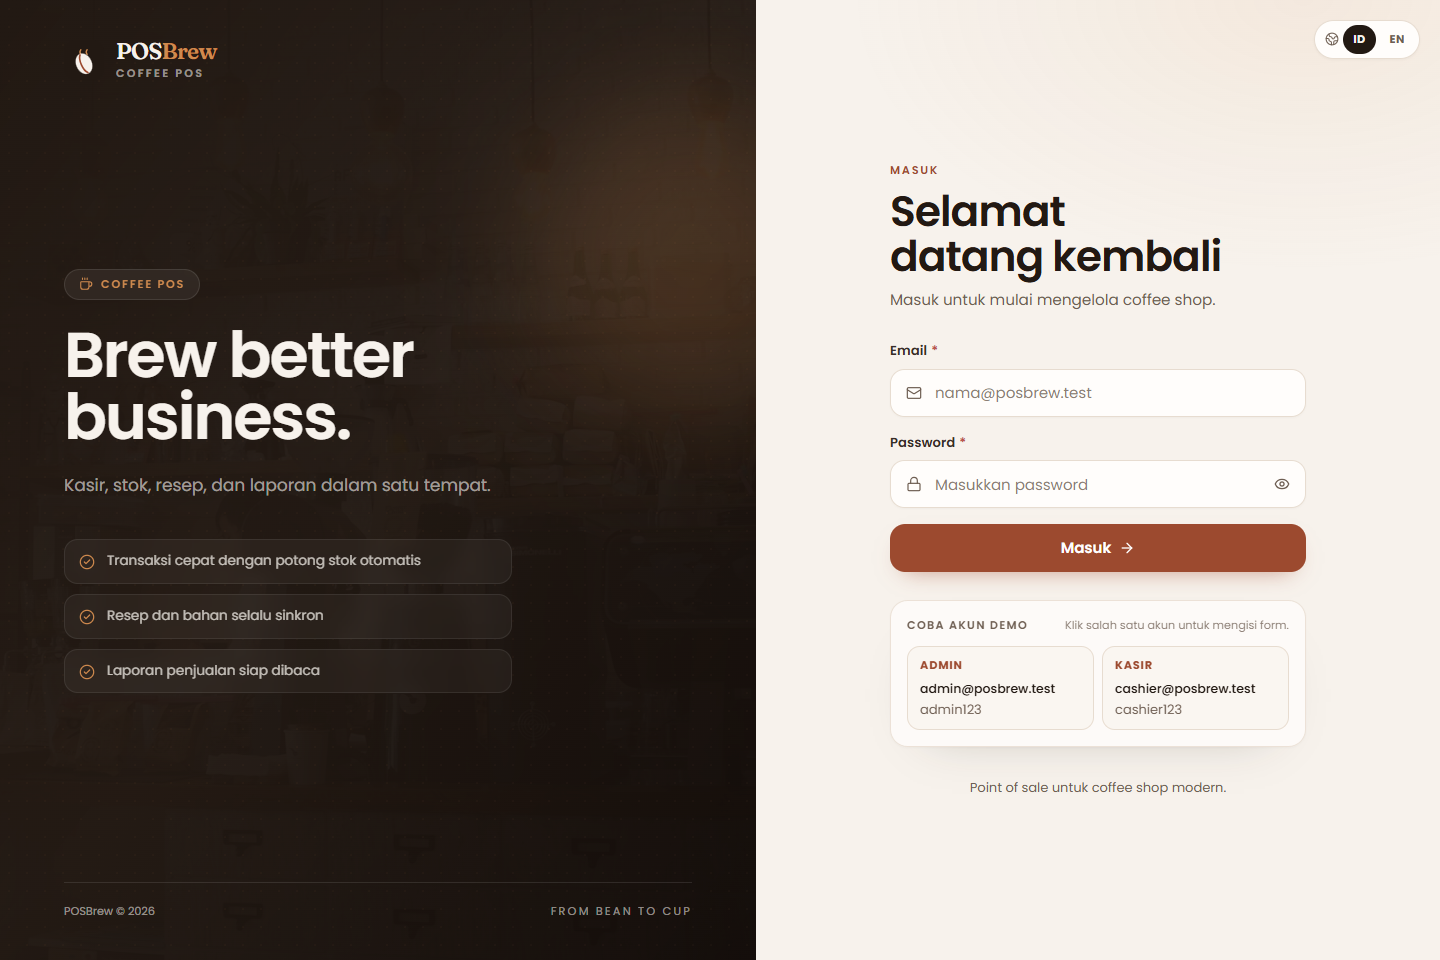 POSBrew
COFFEE POS
COFFEE POS
Brew better
business.
Kasir, stok, resep, dan laporan dalam satu tempat.
Transaksi cepat dengan potong stok otomatis
Resep dan bahan selalu sinkron
Laporan penjualan siap dibaca
POSBrew © 2026
FROM BEAN TO CUP
ID EN
MASUK
Selamat
datang kembali
Masuk untuk mulai mengelola coffee shop.
Email *
nama@posbrew.test
Password *
Masukkan password
Masuk →
COBA AKUN DEMO
Klik salah satu akun untuk mengisi form.
ADMIN
admin@posbrew.test
admin123
KASIR
cashier@posbrew.test
cashier123
Point of sale untuk coffee shop modern.